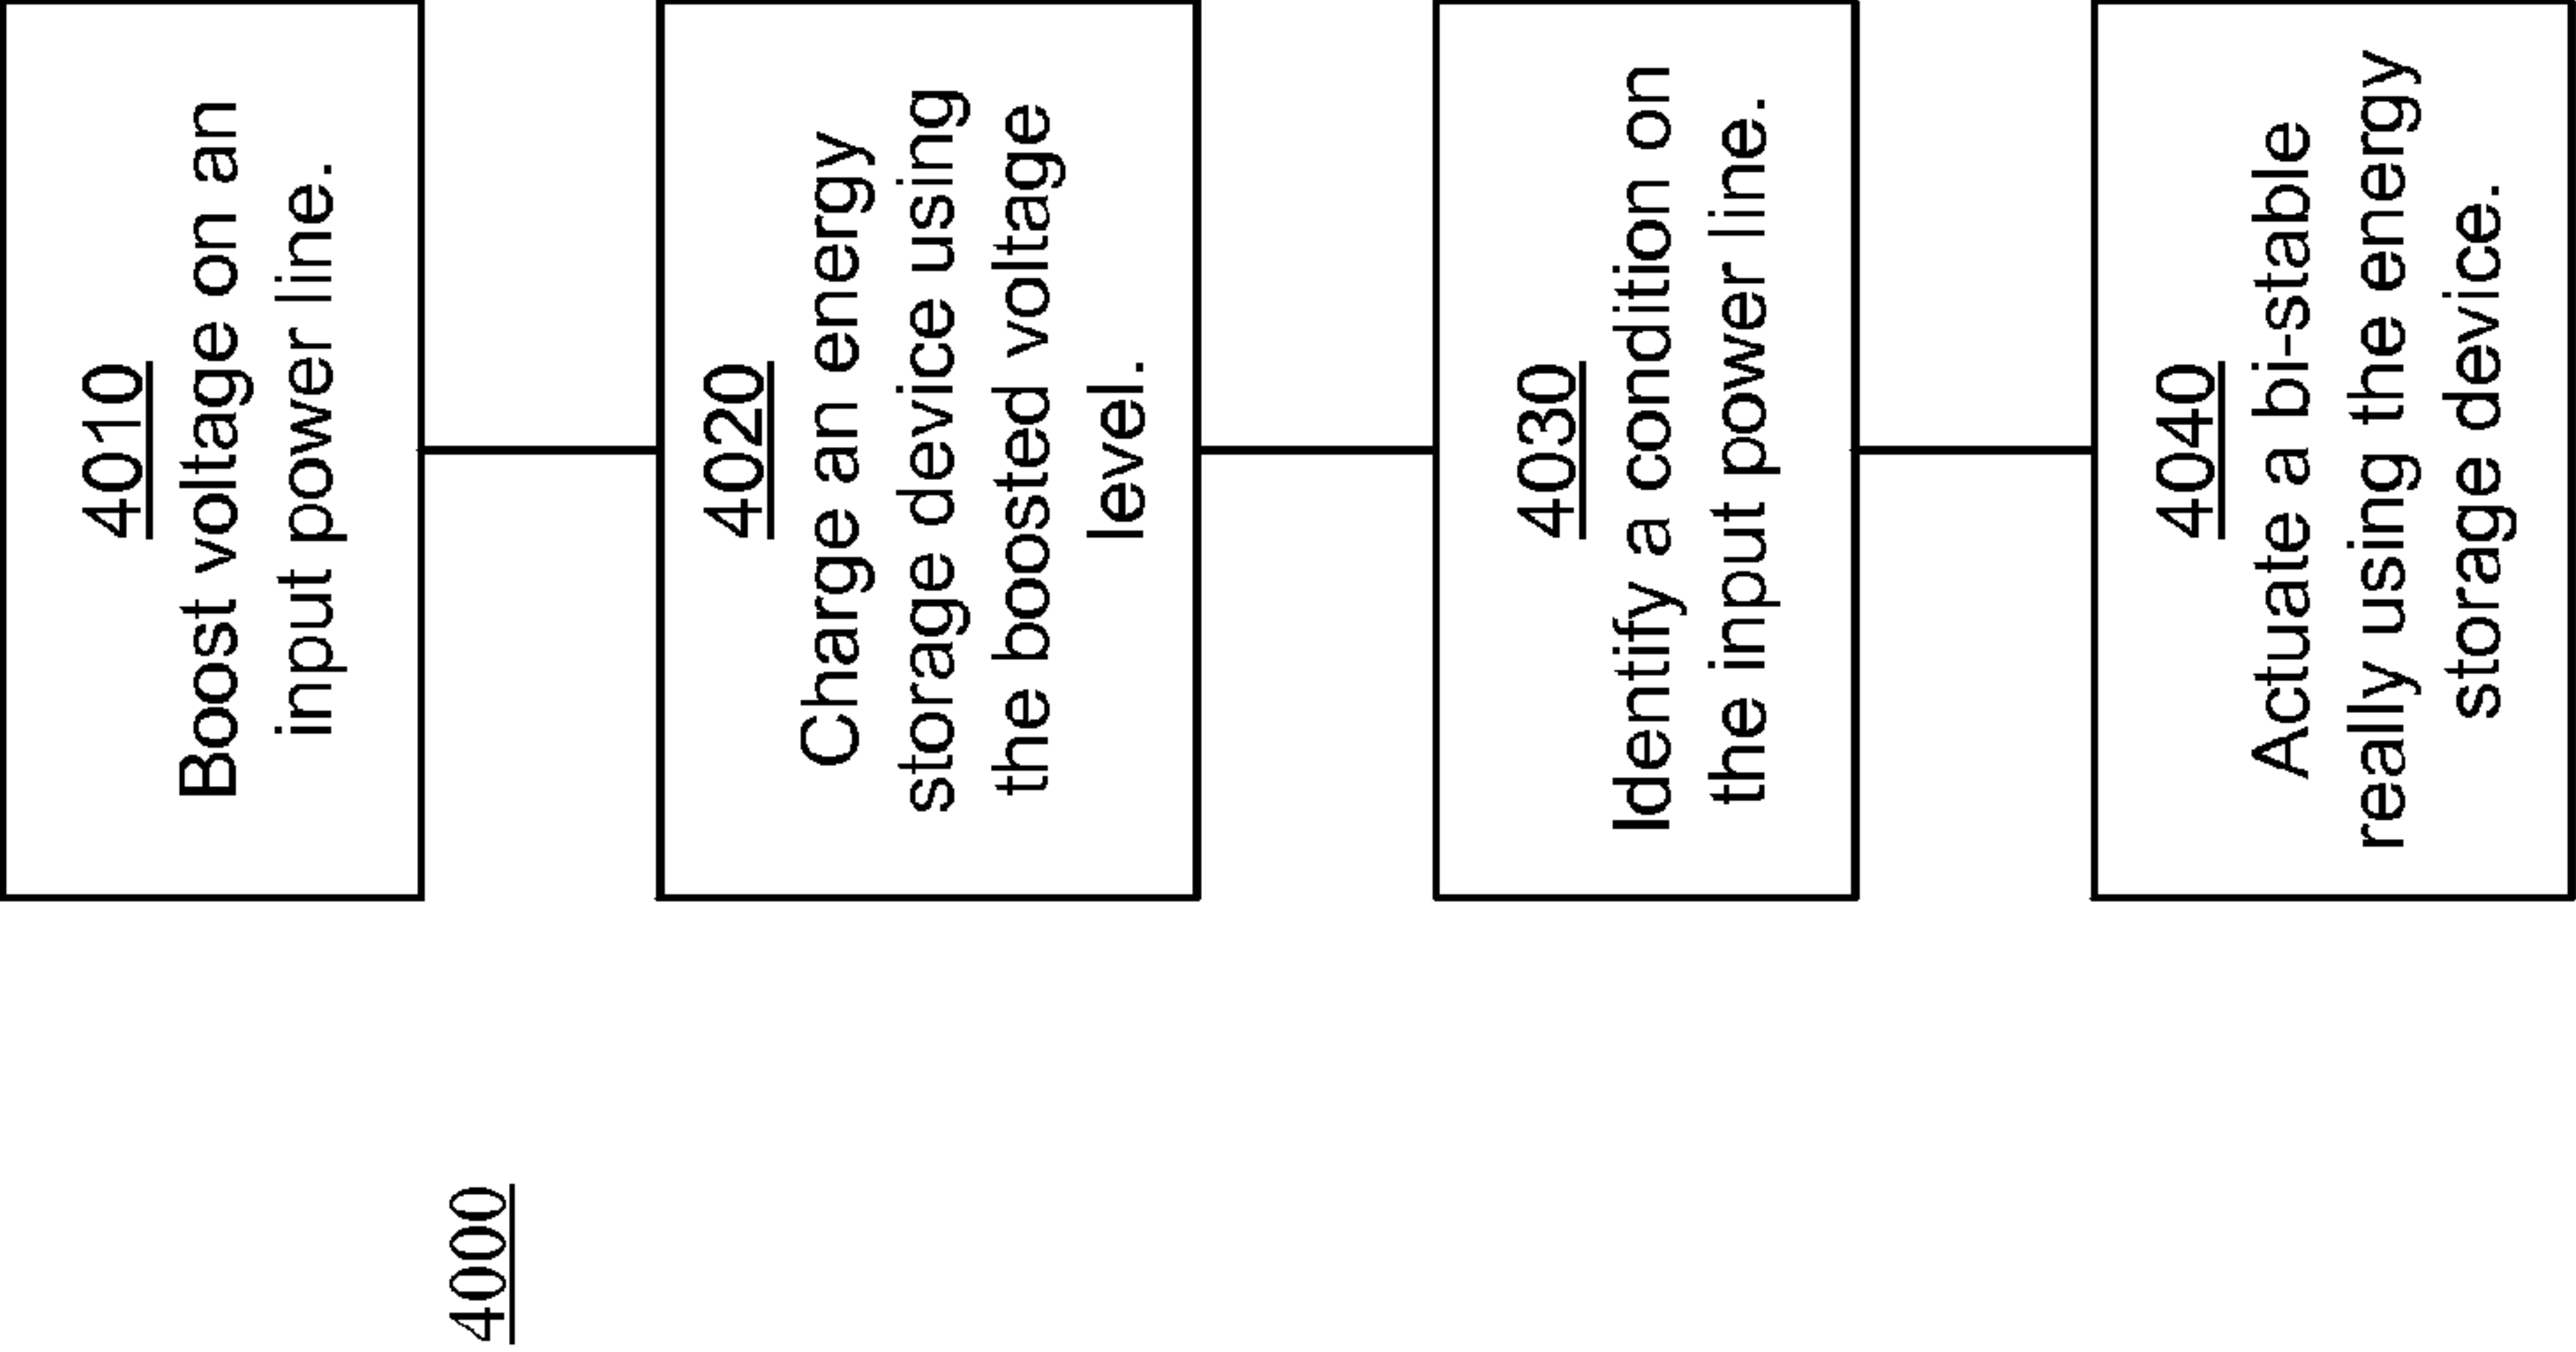 4000
4010
Boost voltage on an
input power line.
4020
Charge an energy
storage device using
the boosted voltage
level.
4030
Identify a condition on
the input power line.
4040
Actuate a bi-stable
really using the energy
storage device.